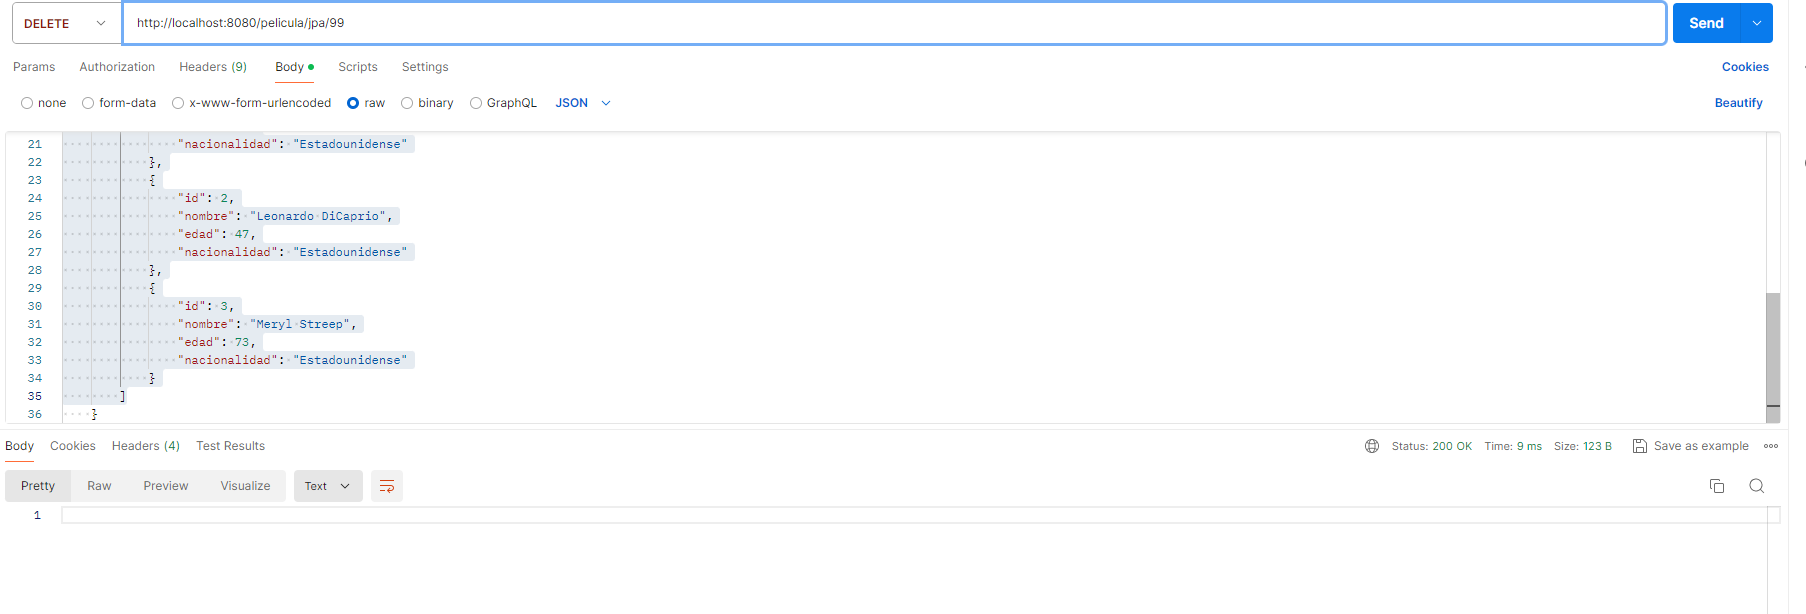 DELETE http://localhost:8080/pelicula/jpa/99 Send
Params Authorization Headers (9) Body Scripts Settings Cookies
none form-data x-www-form-urlencoded raw binary GraphQL JSON Beautify
21 "nacionalidad": "Estadounidense"
22 },
23 {
24 "id": 2,
25 "nombre": "Leonardo DiCaprio",
26 "edad": 47,
27 "nacionalidad": "Estadounidense"
28 },
29 {
30 "id": 3,
31 "nombre": "Meryl Streep",
32 "edad": 73,
33 "nacionalidad": "Estadounidense"
34 }
35 ]
36 }
Body Cookies Headers (4) Test Results Status: 200 OK Time: 9 ms Size: 123 B Save as example
Pretty Raw Preview Visualize Text
1